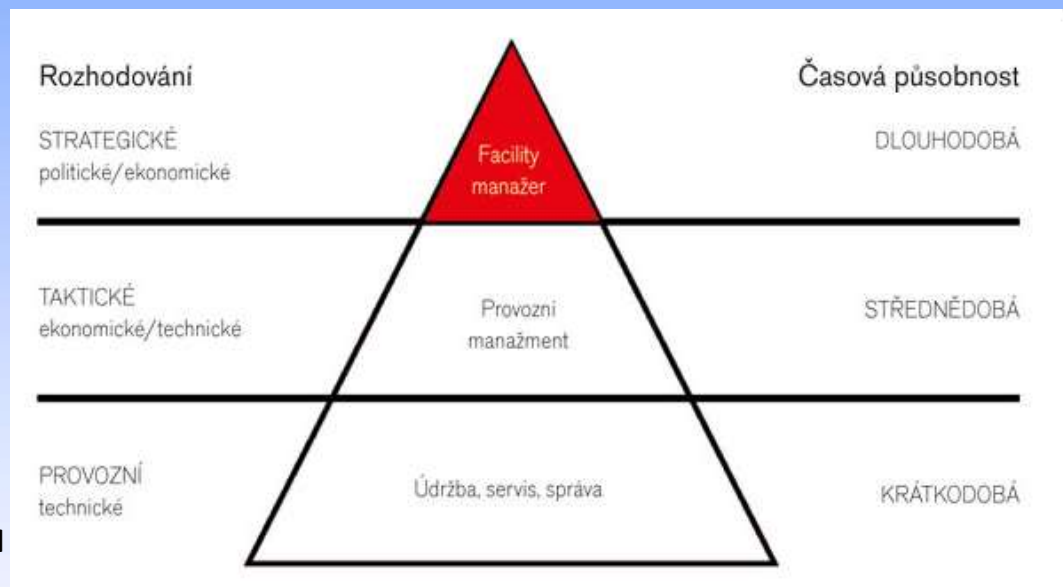 Rozhodování
Časová působnost
STRATEGICKÉ
politické/ekonomické
Facility
manažer
DLOUHODOBÁ
TAKTICKÉ
ekonomické/technické
Provozní
manažment
STŘEDNĚDOBÁ
PROVOZNÍ
technické
Údržba, servis, správa
KRÁTKODOBÁ